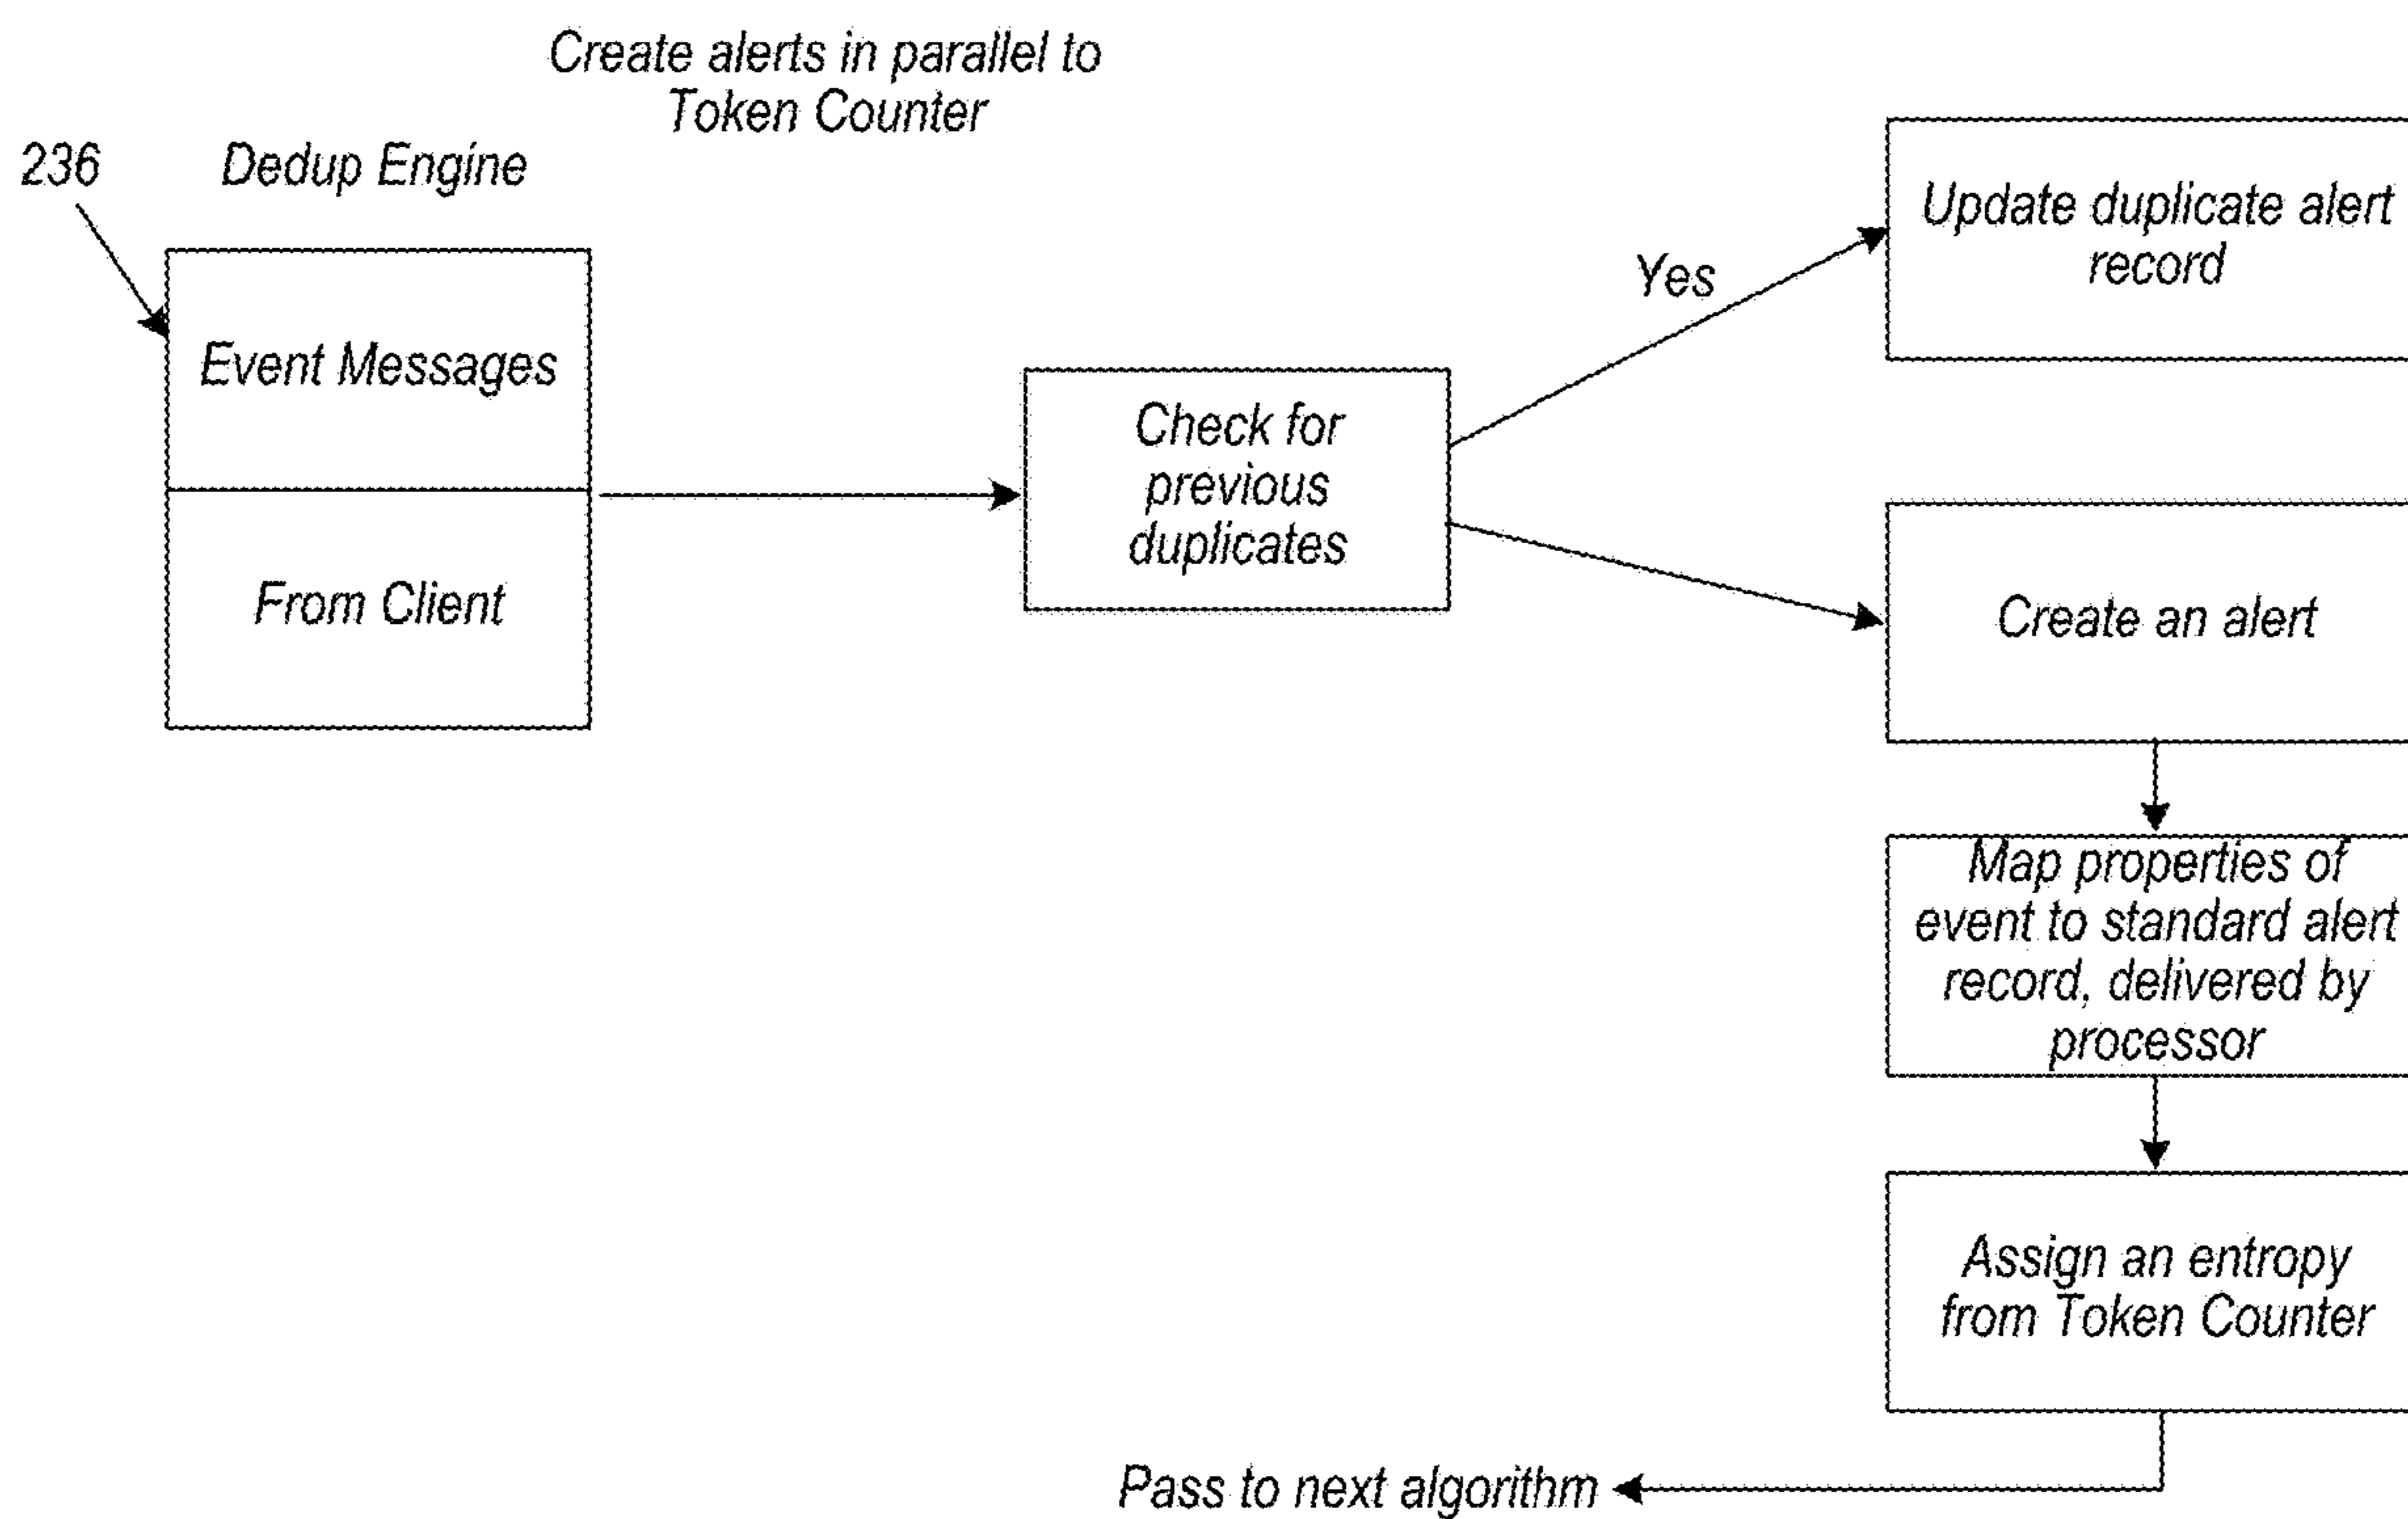 Create alerts in parallel to
Token Counter
236
Dedup Engine
Event Messages
From Client
Check for
previous
duplicates
Yes
Update duplicate alert
record
Create an alert
Map properties of
event to standard alert
record, delivered by
processor
Assign an entropy
from Token Counter
Pass to next algorithm